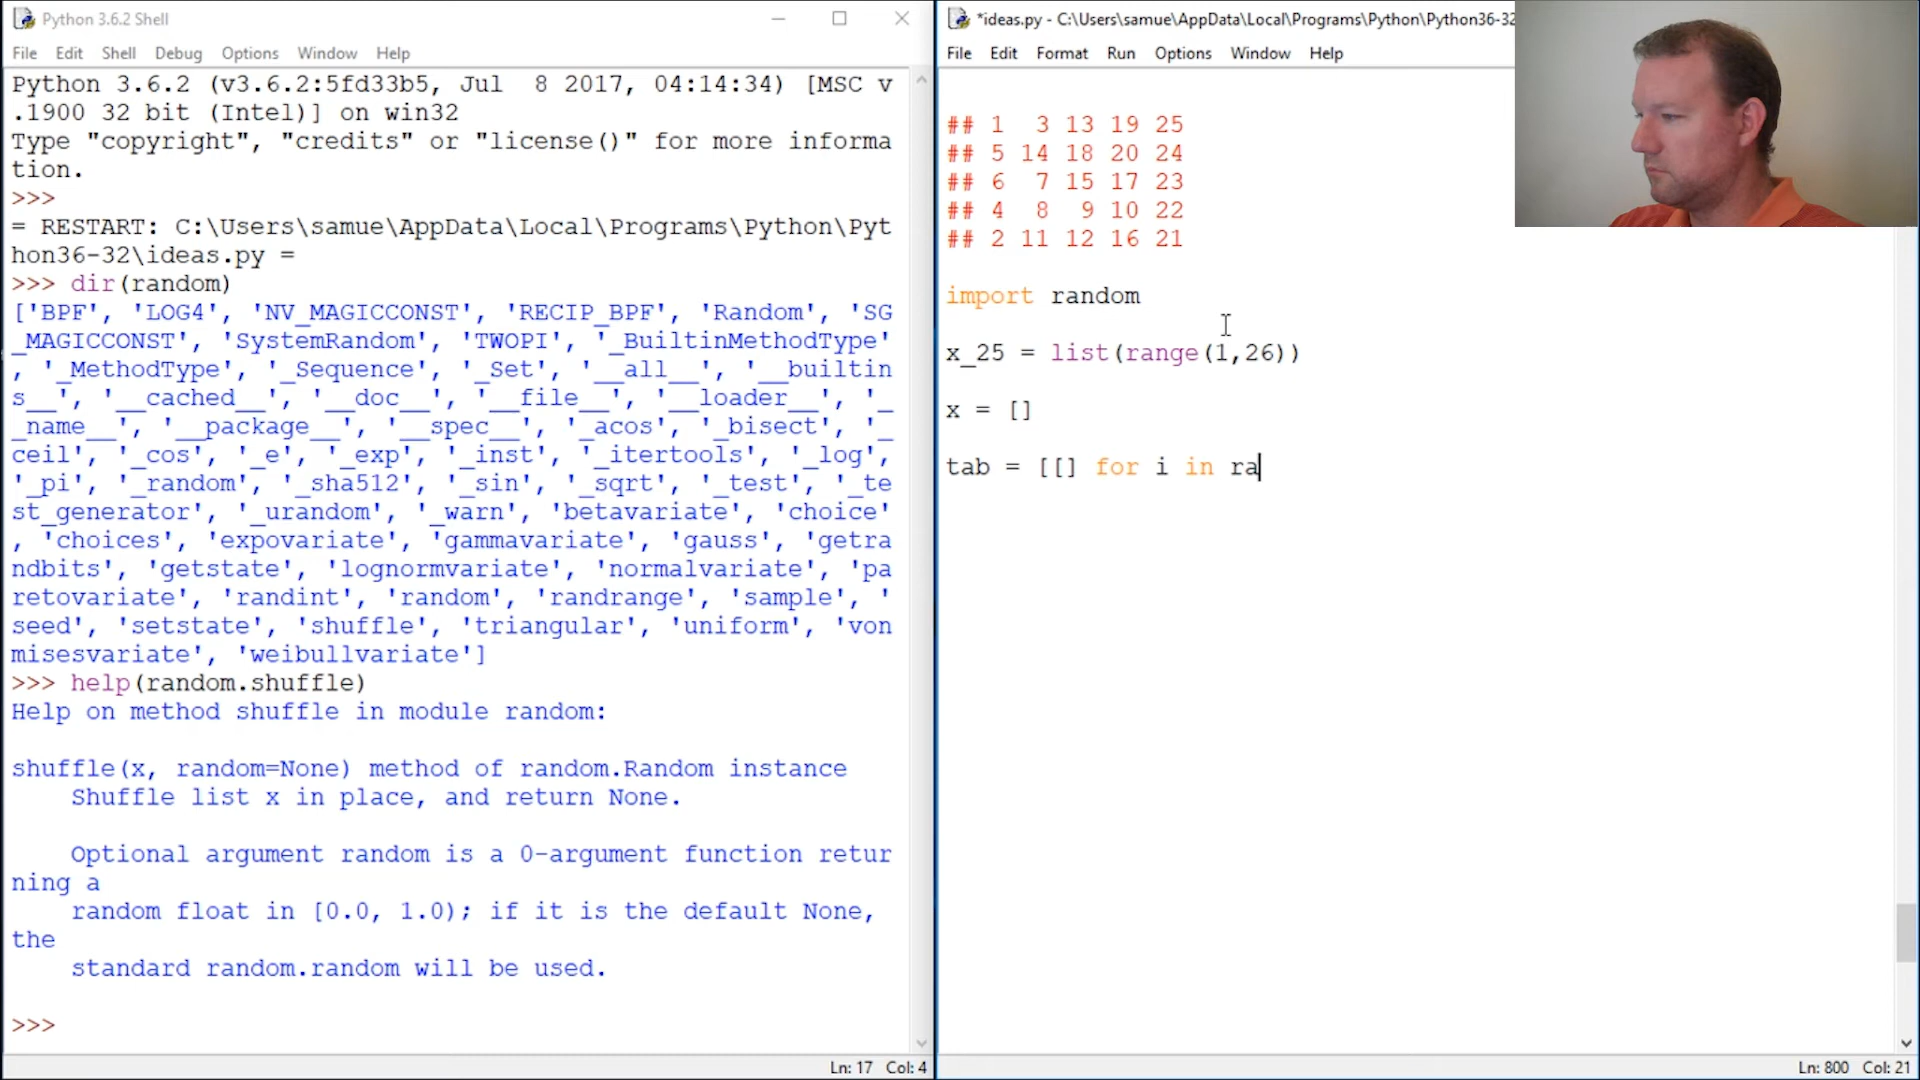 Python 3.6.2 Shell
File Edit Shell Debug Options Window Help
Python 3.6.2 (v3.6.2:5fd33b5, Jul  8 2017, 04:14:34) [MSC v
.1900 32 bit (Intel)] on win32
Type "copyright", "credits" or "license()" for more informa
tion.
>>>
= RESTART: C:\Users\samue\AppData\Local\Programs\Python\Pyt
hon36-32\ideas.py =
>>> dir(random)
['BPF', 'LOG4', 'NV_MAGICCONST', 'RECIP_BPF', 'Random', 'SG
_MAGICCONST', 'SystemRandom', 'TWOPI', '_BuiltinMethodType'
, '_MethodType', '_Sequence', '_Set', '__all__', '__builtin
s__', '__cached__', '__doc__', '__file__', '__loader__', '_
_name__', '__package__', '__spec__', '_acos', '_bisect', '_
ceil', '_cos', '_e', '_exp', '_inst', '_itertools', '_log',
'_pi', '_random', '_sha512', '_sin', '_sqrt', '_test', '_te
st_generator', '_urandom', '_warn', 'betavariate', 'choice'
, 'choices', 'expovariate', 'gammavariate', 'gauss', 'getra
ndbits', 'getstate', 'lognormvariate', 'normalvariate', 'pa
retovariate', 'randint', 'random', 'randrange', 'sample', '
seed', 'setstate', 'shuffle', 'triangular', 'uniform', 'von
misesvariate', 'weibullvariate']
>>> help(random.shuffle)
Help on method shuffle in module random:
shuffle(x, random=None) method of random.Random instance
    Shuffle list x in place, and return None.
    Optional argument random is a 0-argument function retur
ning a
    random float in [0.0, 1.0); if it is the default None,
the
    standard random.random will be used.
>>>
Ln: 17 Col: 4
*ideas.py - C:\Users\samue\AppData\Local\Programs\Python\Python36-32
File Edit Format Run Options Window Help
## 1  3 13 19 25
## 5 14 18 20 24
## 6  7 15 17 23
## 4  8  9 10 22
## 2 11 12 16 21
import random
x_25 = list(range(1,26))
x = []
tab = [[] for i in ra
Ln: 800 Col: 21